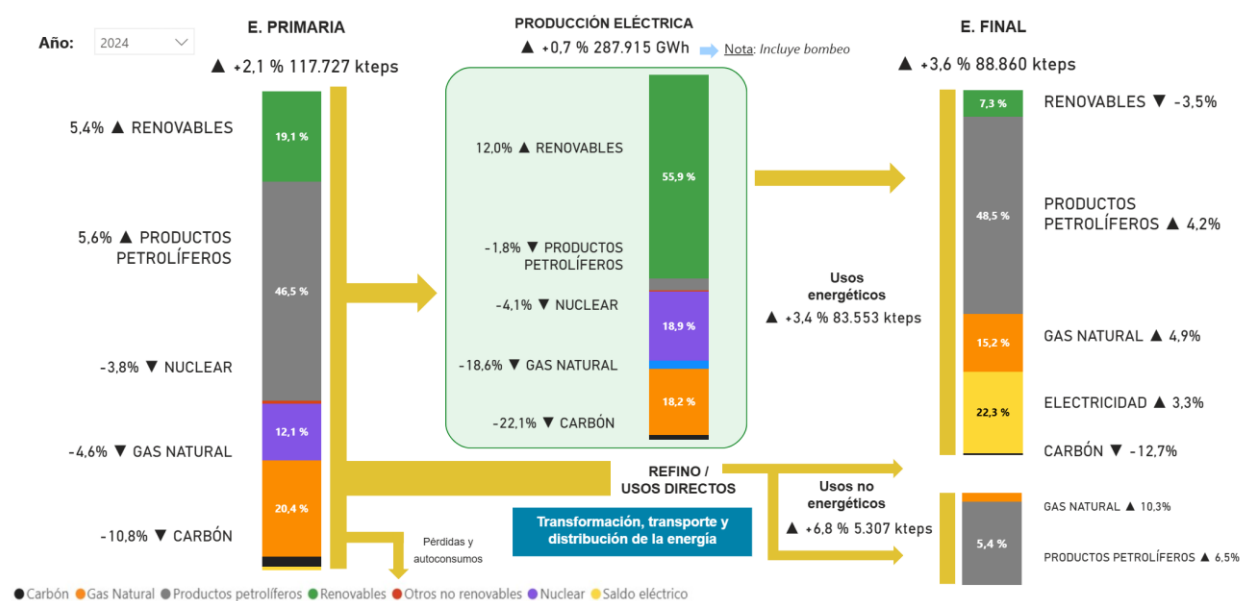 Año:
2024
E. PRIMARIA
▲ +2,1 % 117.727 kteps
5,4% ▲ RENOVABLES
19,1 %
5,6% ▲ PRODUCTOS
PETROLÍFEROS
46,5 %
-3,8% ▼ NUCLEAR
12,1 %
-4,6% ▼ GAS NATURAL
20,4 %
-10,8% ▼ CARBÓN
PRODUCCIÓN ELÉCTRICA
▲ +0,7 % 287.915 GWh
Nota: Incluye bombeo
12,0% ▲ RENOVABLES
55,9 %
-1,8% ▼ PRODUCTOS
PETROLÍFEROS
-4,1% ▼ NUCLEAR
18,9 %
-18,6% ▼ GAS NATURAL
18,2 %
-22,1% ▼ CARBÓN
REFINO /
USOS DIRECTOS
Transformación, transporte y
distribución de la energía
Pérdidas y
autoconsumos
Usos
energéticos
▲ +3,4 % 83.553 kteps
Usos no
energéticos
▲ +6,8 % 5.307 kteps
E. FINAL
▲ +3,6 % 88.860 kteps
7,3 %
RENOVABLES ▼ -3,5%
48,5 %
PRODUCTOS
PETROLÍFEROS ▲ 4,2%
15,2 %
GAS NATURAL ▲ 4,9%
22,3 %
ELECTRICIDAD ▲ 3,3%
CARBÓN ▼ -12,7%
GAS NATURAL ▲ 10,3%
5,4 %
PRODUCTOS PETROLÍFEROS ▲ 6,5%
Carbón Gas Natural Productos petrolíferos Renovables Otros no renovables Nuclear Saldo eléctrico